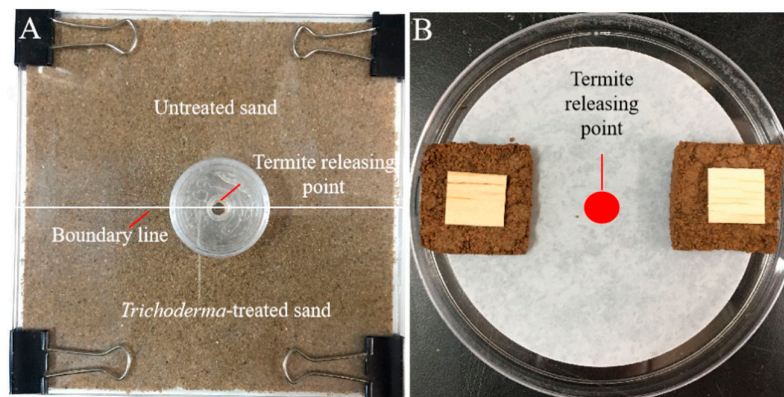 A
Untreated sand
Termite
releasing point
Boundary line
Trichoderma-treated sand
B
Termite
releasing
point